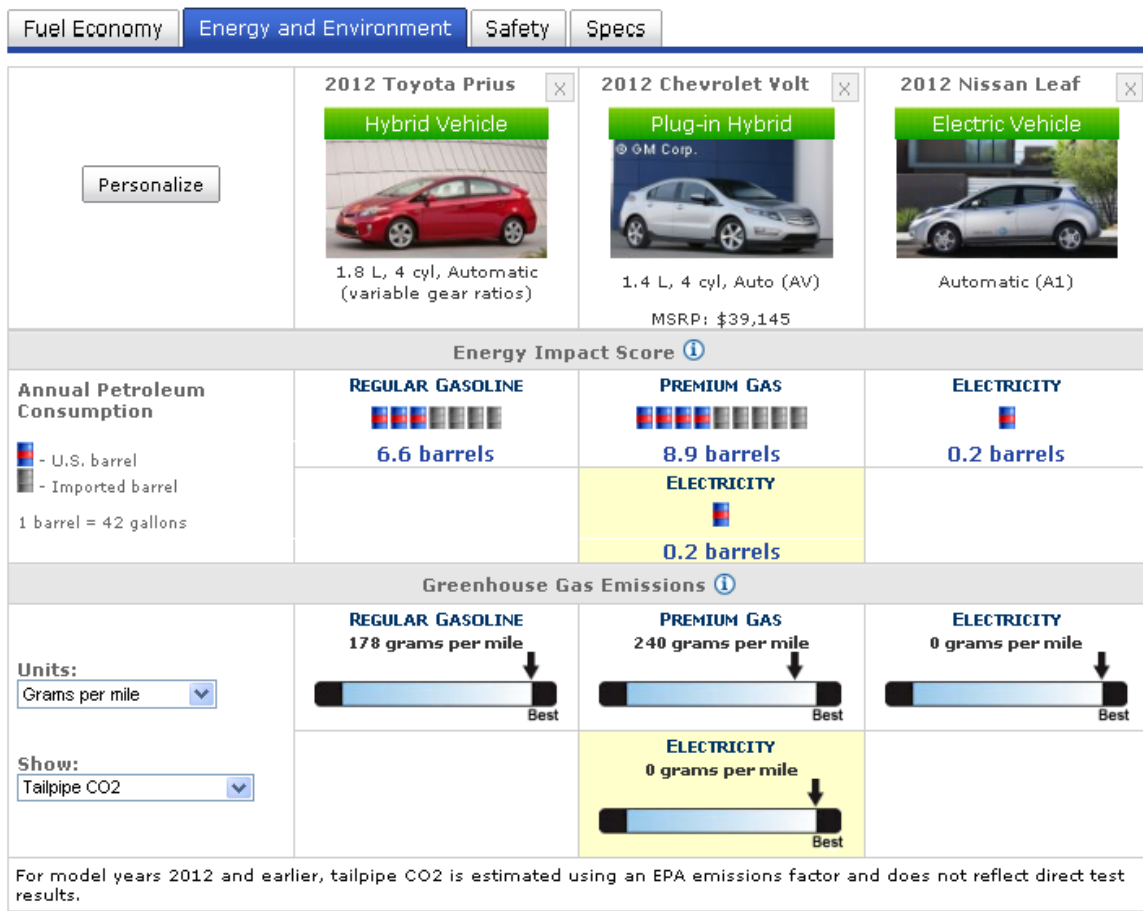 Fuel Economy
Energy and Environment
Safety
Specs
Personalize
2012 Toyota Prius
X
Hybrid Vehicle
1.8 L, 4 cyl, Automatic
(variable gear ratios)
2012 Chevrolet Volt
X
Plug-in Hybrid
© GM Corp.
1.4 L, 4 cyl, Auto (AV)
MSRP: $39,145
2012 Nissan Leaf
X
Electric Vehicle
Automatic (A1)
Energy Impact Score i
Annual Petroleum
Consumption
- U.S. barrel
- Imported barrel
1 barrel = 42 gallons
REGULAR GASOLINE
6.6 barrels
PREMIUM GAS
8.9 barrels
ELECTRICITY
0.2 barrels
ELECTRICITY
0.2 barrels
Greenhouse Gas Emissions i
Units:
Grams per mile
Show:
Tailpipe CO2
REGULAR GASOLINE
178 grams per mile
Best
PREMIUM GAS
240 grams per mile
Best
ELECTRICITY
0 grams per mile
Best
ELECTRICITY
0 grams per mile
Best
For model years 2012 and earlier, tailpipe CO2 is estimated using an EPA emissions factor and does not reflect direct test
results.